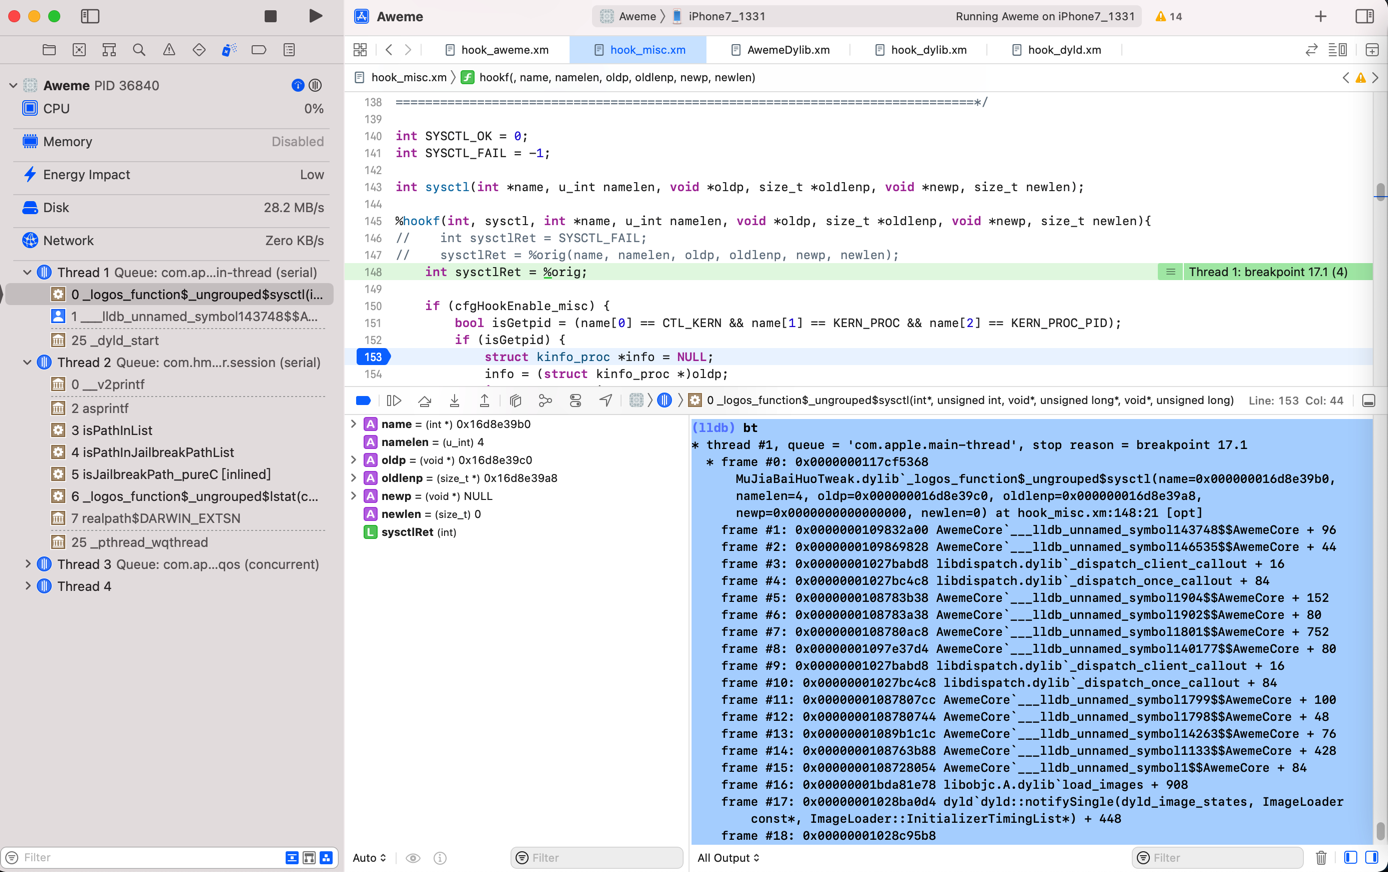 Aweme
Aweme 〉 iPhone7_1331
Running Aweme on iPhone7_1331
14
hook_aweme.xm
hook_misc.xm
AwemeDylib.xm
hook_dylib.xm
hook_dyld.xm
hook_misc.xm 〉 hookf(, name, namelen, oldp, oldlenp, newp, newlen)
Aweme PID 36840
CPU 0%
Memory Disabled
Energy Impact Low
Disk 28.2 MB/s
Network Zero KB/s
Thread 1 Queue: com.ap...in-thread (serial)
0 _logos_function$_ungrouped$sysctl(i...
1 ___lldb_unnamed_symbol143748$$A...
25 _dyld_start
Thread 2 Queue: com.hm...r.session (serial)
0 __v2printf
2 asprintf
3 isPathInList
4 isPathInJailbreakPathList
5 isJailbreakPath_pureC [inlined]
6 _logos_function$_ungrouped$lstat(c...
7 realpath$DARWIN_EXTSN
25 _pthread_wqthread
Thread 3 Queue: com.ap...qos (concurrent)
Thread 4
Filter
138 ==============================================================================*/
139
140 int SYSCTL_OK = 0;
141 int SYSCTL_FAIL = -1;
142
143 int sysctl(int *name, u_int namelen, void *oldp, size_t *oldlenp, void *newp, size_t newlen);
144
145 %hookf(int, sysctl, int *name, u_int namelen, void *oldp, size_t *oldlenp, void *newp, size_t newlen){
146 //    int sysctlRet = SYSCTL_FAIL;
147 //    sysctlRet = %orig(name, namelen, oldp, oldlenp, newp, newlen);
148     int sysctlRet = %orig; Thread 1: breakpoint 17.1 (4)
149
150     if (cfgHookEnable_misc) {
151         bool isGetpid = (name[0] == CTL_KERN && name[1] == KERN_PROC && name[2] == KERN_PROC_PID);
152         if (isGetpid) {
153             struct kinfo_proc *info = NULL;
154             info = (struct kinfo_proc *)oldp;
0 _logos_function$_ungrouped$sysctl(int*, unsigned int, void*, unsigned long*, void*, unsigned long)
Line: 153 Col: 44
A name = (int *) 0x16d8e39b0
A namelen = (u_int) 4
A oldp = (void *) 0x16d8e39c0
A oldlenp = (size_t *) 0x16d8e39a8
A newp = (void *) NULL
A newlen = (size_t) 0
L sysctlRet (int)
Auto
Filter
(lldb) bt
* thread #1, queue = 'com.apple.main-thread', stop reason = breakpoint 17.1
* frame #0: 0x0000000117cf5368
MuJiaBaiHuoTweak.dylib`_logos_function$_ungrouped$sysctl(name=0x000000016d8e39b0,
namelen=4, oldp=0x000000016d8e39c0, oldlenp=0x000000016d8e39a8,
newp=0x0000000000000000, newlen=0) at hook_misc.xm:148:21 [opt]
frame #1: 0x0000000109832a00 AwemeCore`___lldb_unnamed_symbol143748$$AwemeCore + 96
frame #2: 0x0000000109869828 AwemeCore`___lldb_unnamed_symbol146535$$AwemeCore + 44
frame #3: 0x00000001027babd8 libdispatch.dylib`_dispatch_client_callout + 16
frame #4: 0x00000001027bc4c8 libdispatch.dylib`_dispatch_once_callout + 84
frame #5: 0x0000000108783b38 AwemeCore`___lldb_unnamed_symbol1904$$AwemeCore + 152
frame #6: 0x0000000108783a38 AwemeCore`___lldb_unnamed_symbol1902$$AwemeCore + 80
frame #7: 0x0000000108780ac8 AwemeCore`___lldb_unnamed_symbol1801$$AwemeCore + 752
frame #8: 0x00000001097e37d4 AwemeCore`___lldb_unnamed_symbol140177$$AwemeCore + 80
frame #9: 0x00000001027babd8 libdispatch.dylib`_dispatch_client_callout + 16
frame #10: 0x00000001027bc4c8 libdispatch.dylib`_dispatch_once_callout + 84
frame #11: 0x00000001087807cc AwemeCore`___lldb_unnamed_symbol1799$$AwemeCore + 100
frame #12: 0x0000000108780744 AwemeCore`___lldb_unnamed_symbol1798$$AwemeCore + 48
frame #13: 0x00000001089b1c1c AwemeCore`___lldb_unnamed_symbol14263$$AwemeCore + 76
frame #14: 0x0000000108763b88 AwemeCore`___lldb_unnamed_symbol1133$$AwemeCore + 428
frame #15: 0x0000000108728054 AwemeCore`___lldb_unnamed_symbol1$$AwemeCore + 84
frame #16: 0x00000001bda81e78 libobjc.A.dylib`load_images + 908
frame #17: 0x00000001028ba0d4 dyld`dyld::notifySingle(dyld_image_states, ImageLoader
const*, ImageLoader::InitializerTimingList*) + 448
frame #18: 0x00000001028c95b8
All Output
Filter